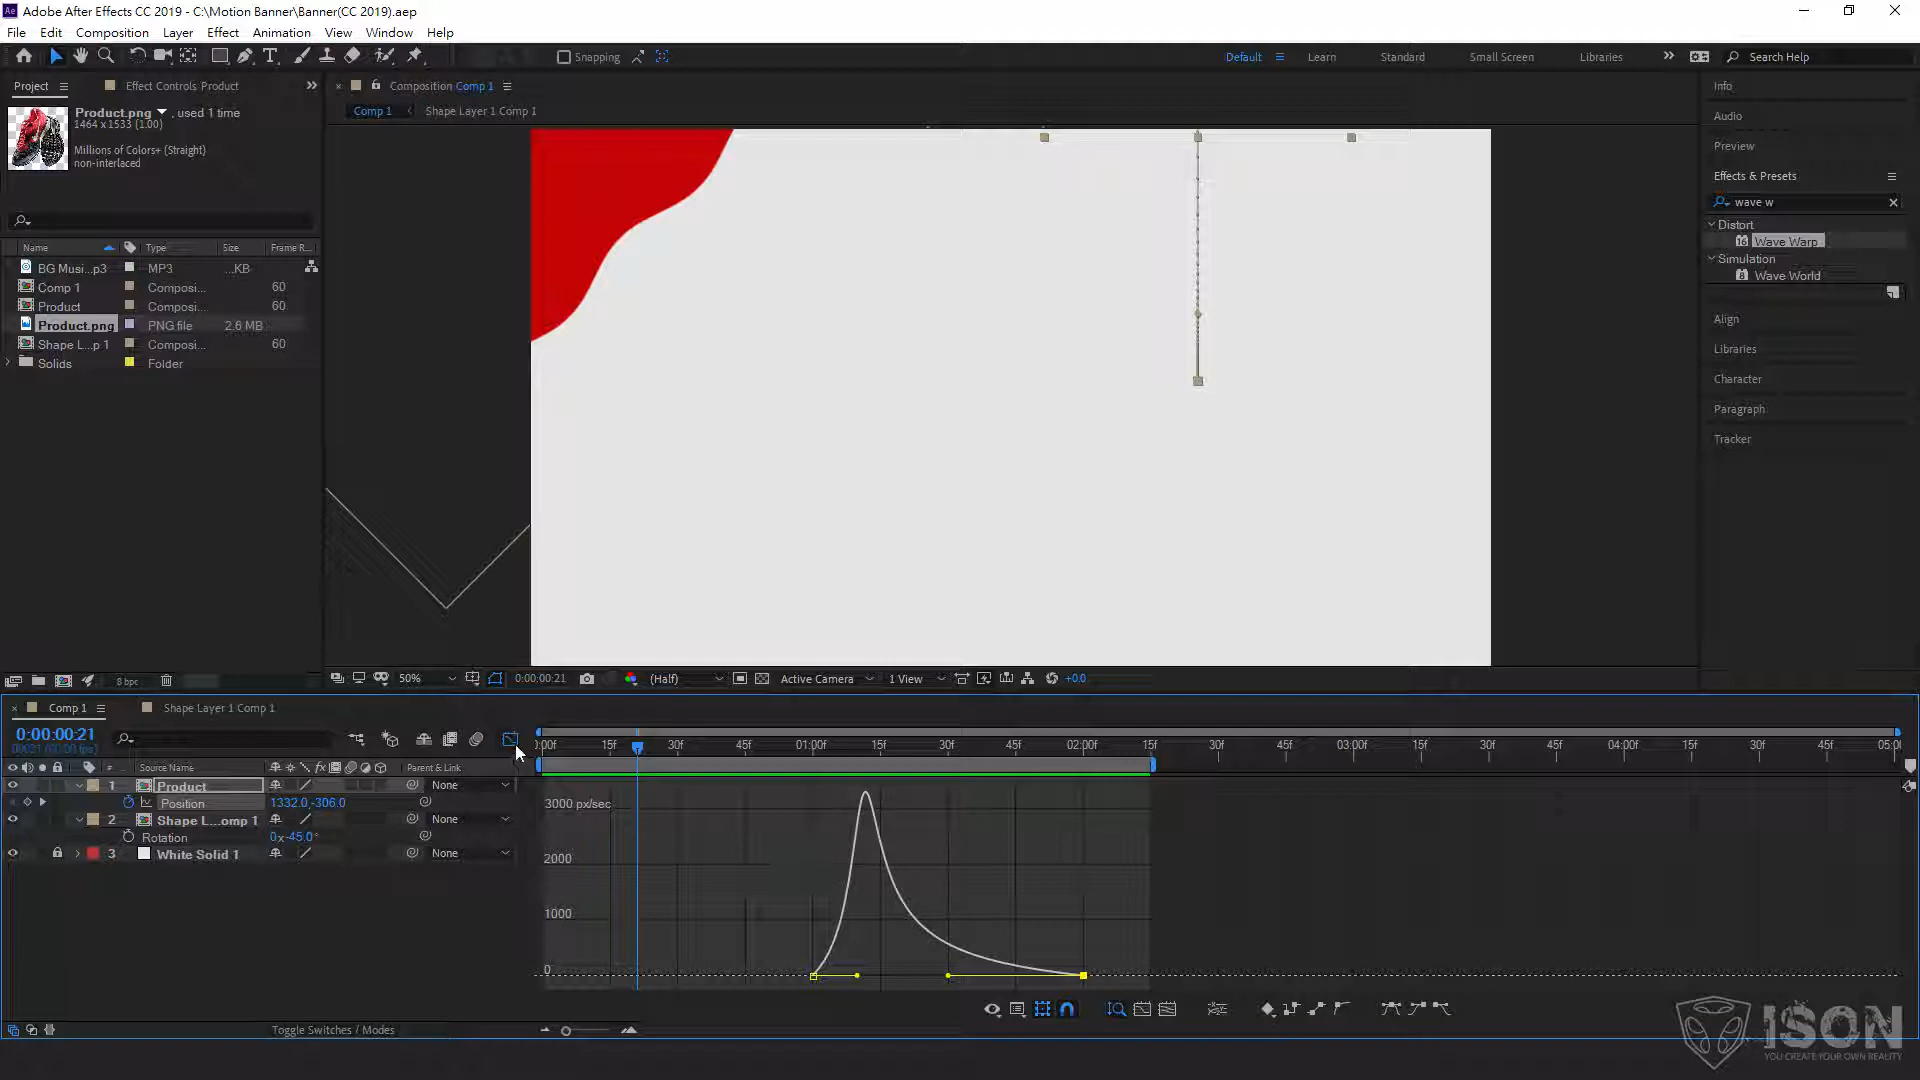 Adobe After Effects CC 2019 - C:\Motion Banner\Banner(CC 2019).aep
File Edit Composition Layer Effect Animation View Window Help
Snapping Default Learn Standard Small Screen Libraries Search Help
Project Effect Controls Product Composition Comp 1 Info
Comp 1 Shape Layer 1 Comp 1
Product.png , used 1 time
1464 x 1533 (1.00)
Millions of Colors+ (Straight)
non-interlaced
Audio
Preview
Effects & Presets
wave w
Distort
Wave Warp
Simulation
Wave World
Align
Libraries
Character
Paragraph
Tracker
Name Type Size Frame R...
BG Musi...p3 MP3 ...KB
Comp 1 Composi... 60
Product Composi... 60
Product.png PNG file 2.6 MB
Shape L...p 1 Composi... 60
Solids Folder
8 bpc 50% 0:00:00:21 (Half) Active Camera 1 View +0.0
Comp 1 Shape Layer 1 Comp 1
0:00:00:21
00021 (60.00 fps)
0:00f 15f 30f 45f 01:00f 15f 30f 45f 02:00f 15f 30f 45f 03:00f 15f 30f 45f 04:00f 15f 30f 45f 05:00
# Source Name fx Parent & Link
1 Product None
Position 1332.0,-306.0
2 Shape L...omp 1 None
Rotation 0x-45.0°
3 White Solid 1 None
3000 px/sec
2000
1000
0
Toggle Switches / Modes
ISON
YOU CREATE YOUR OWN REALITY